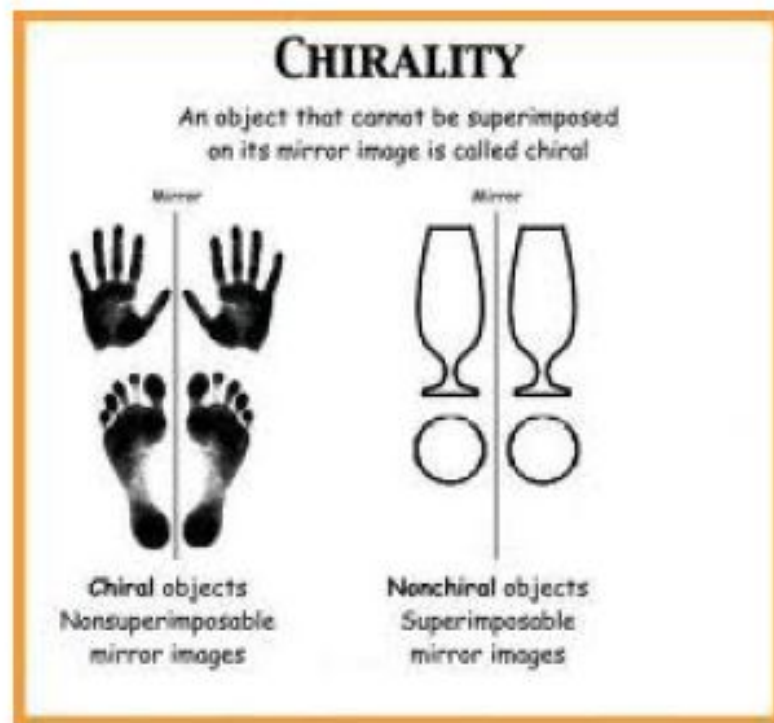 CHIRALITY
An object that cannot be superimposed
on its mirror image is called chiral
Mirror
Mirror
Chiral objects
Nonsuperimposable
mirror images
Nonchiral objects
Superimposable
mirror images